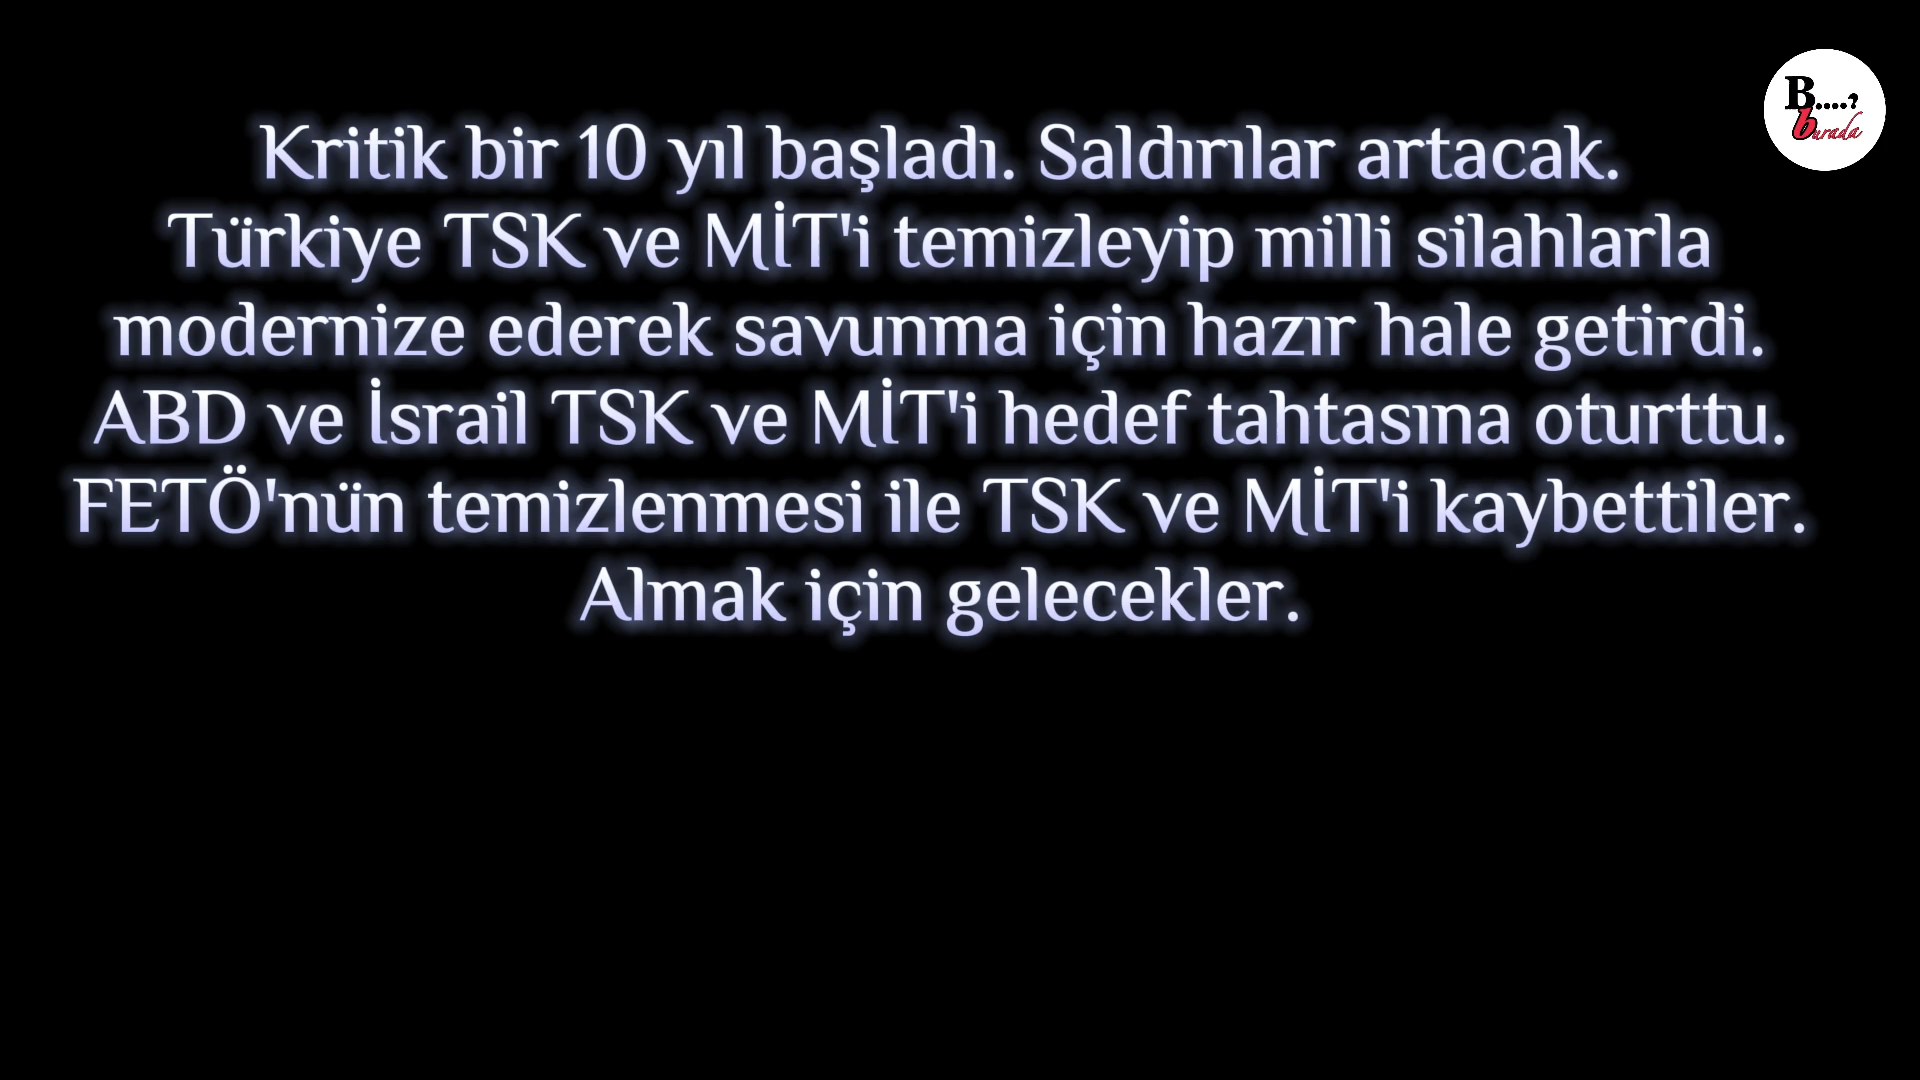 B....?
burada
Kritik bir 10 yıl başladı. Saldırılar artacak.
Türkiye TSK ve MİT'i temizleyip milli silahlarla
modernize ederek savunma için hazır hale getirdi.
ABD ve İsrail TSK ve MİT'i hedef tahtasına oturttu.
FETÖ'nün temizlenmesi ile TSK ve MİT'i kaybettiler.
Almak için gelecekler.